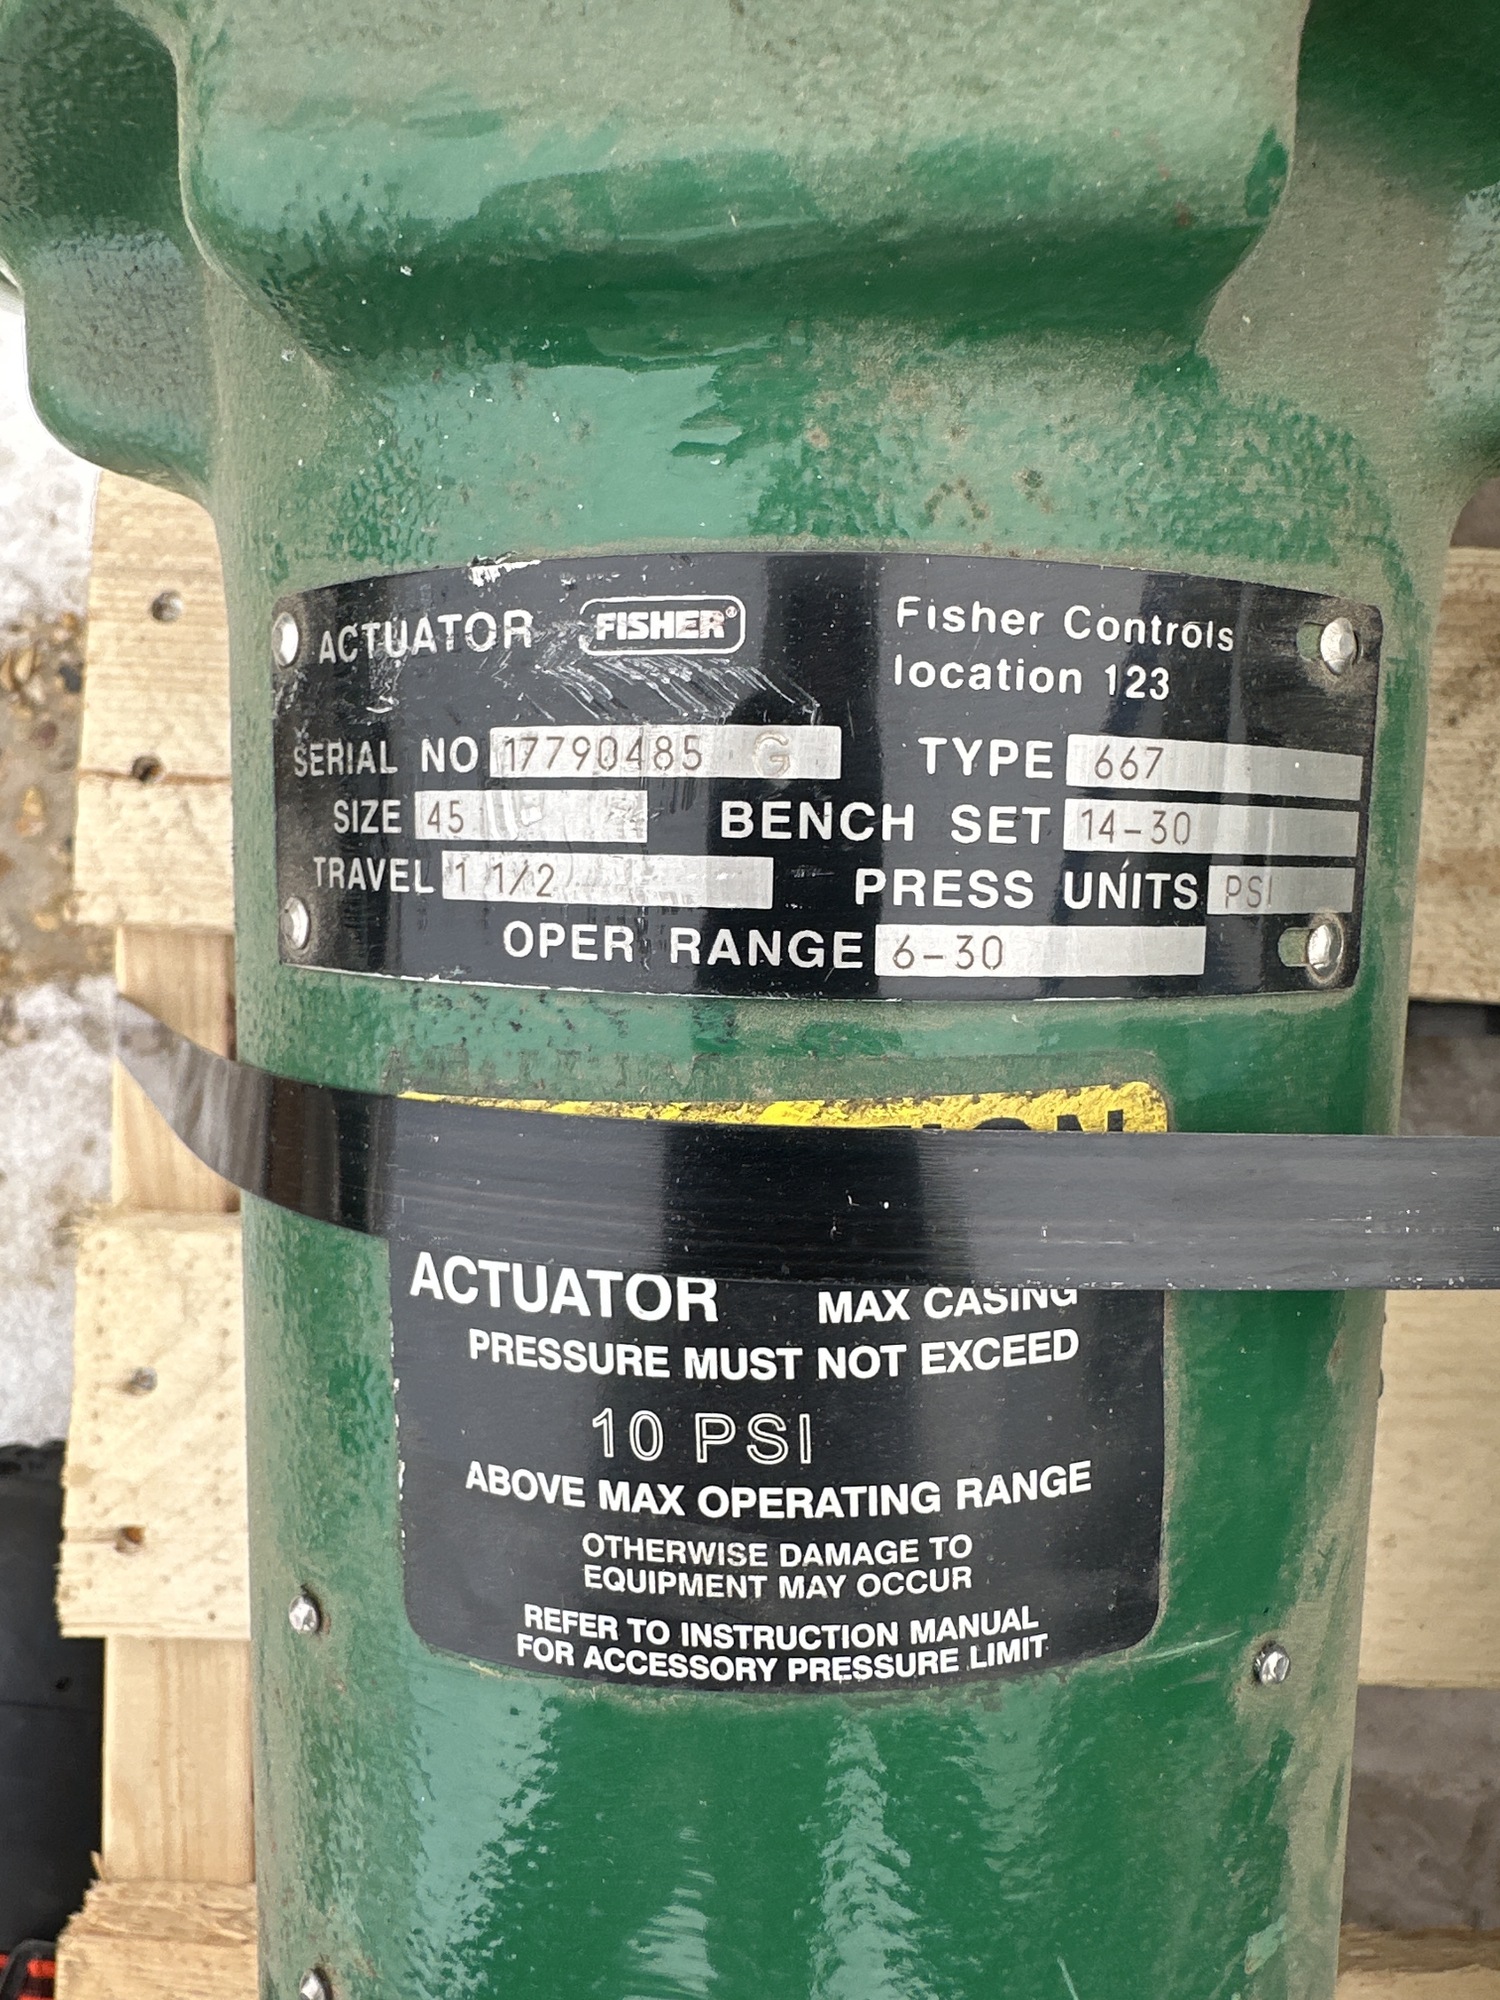 ACTUATOR FISHER® Fisher Controls
location 123
SERIAL NO 17790485 G TYPE 667
SIZE 45 BENCH SET 14-30
TRAVEL 1 1/2 PRESS UNITS PSI
OPER RANGE 6-30
ACTUATOR MAX CASING
PRESSURE MUST NOT EXCEED
10 PSI
ABOVE MAX OPERATING RANGE
OTHERWISE DAMAGE TO
EQUIPMENT MAY OCCUR
REFER TO INSTRUCTION MANUAL
FOR ACCESSORY PRESSURE LIMIT